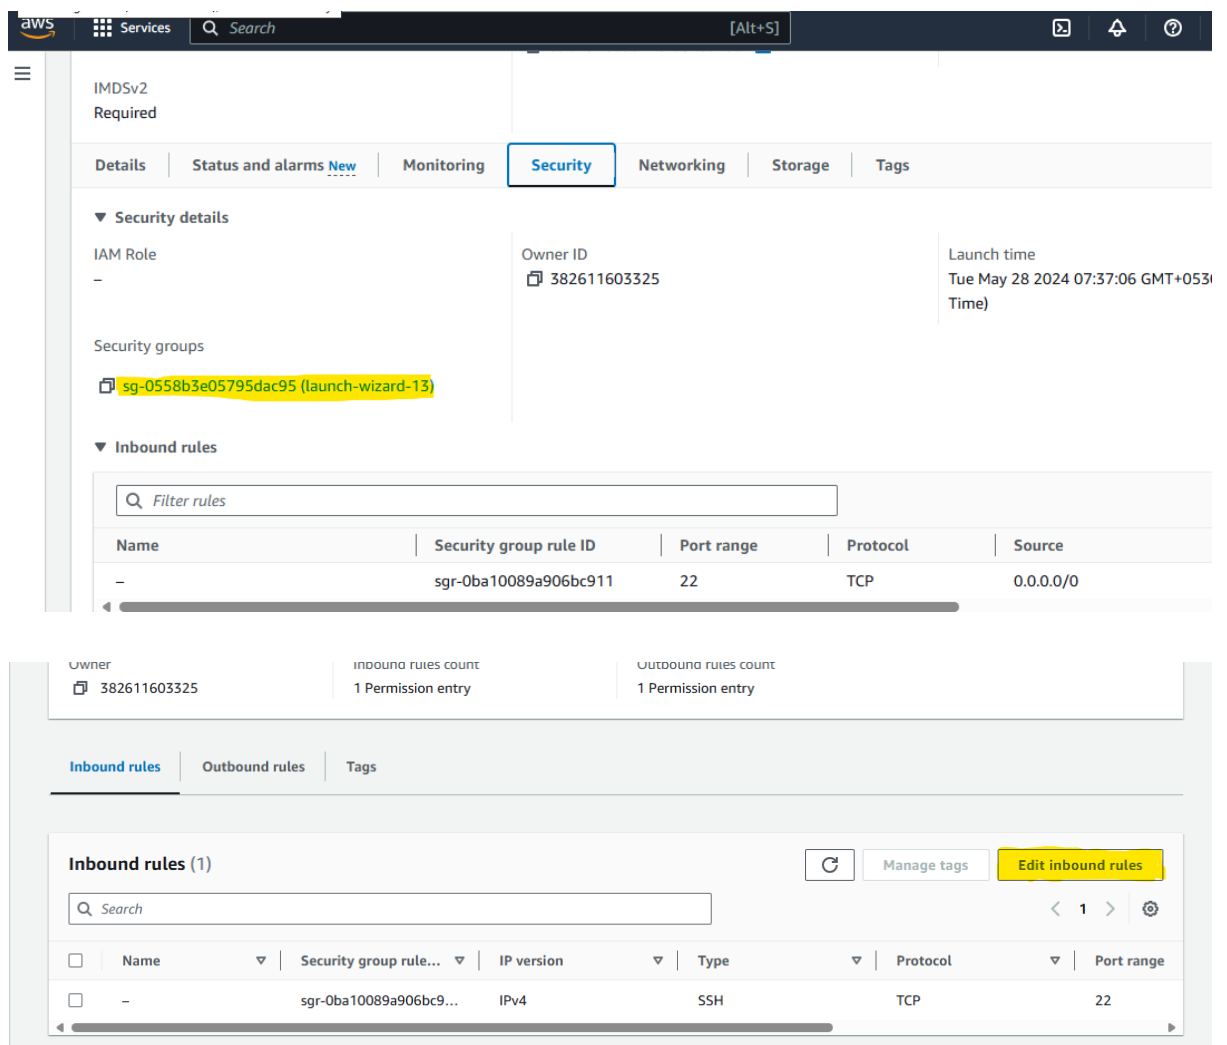 aws Services Search [Alt+S]
IMDSv2
Required
Details Status and alarms New Monitoring Security Networking Storage Tags
Security details
IAM Role Owner ID Launch time
– 382611603325 Tue May 28 2024 07:37:06 GMT+053
Time)
Security groups
sg-0558b3e05795dac95 (launch-wizard-13)
Inbound rules
Filter rules
Name Security group rule ID Port range Protocol Source
– sgr-0ba10089a906bc911 22 TCP 0.0.0.0/0
Owner Inbound rules count Outbound rules count
382611603325 1 Permission entry 1 Permission entry
Inbound rules Outbound rules Tags
Inbound rules (1) Manage tags Edit inbound rules
Search 1
Name Security group rule... IP version Type Protocol Port range
– sgr-0ba10089a906bc9... IPv4 SSH TCP 22